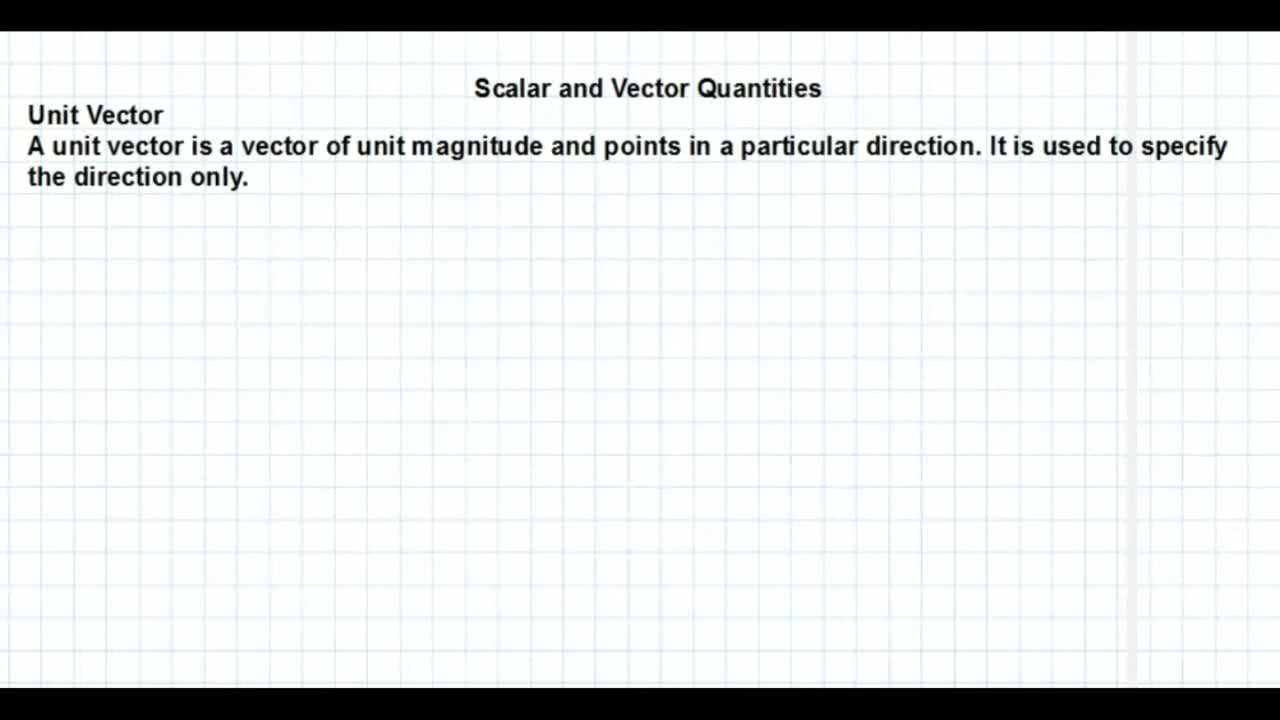 Scalar and Vector Quantities
Unit Vector
A unit vector is a vector of unit magnitude and points in a particular direction. It is used to specify
the direction only.